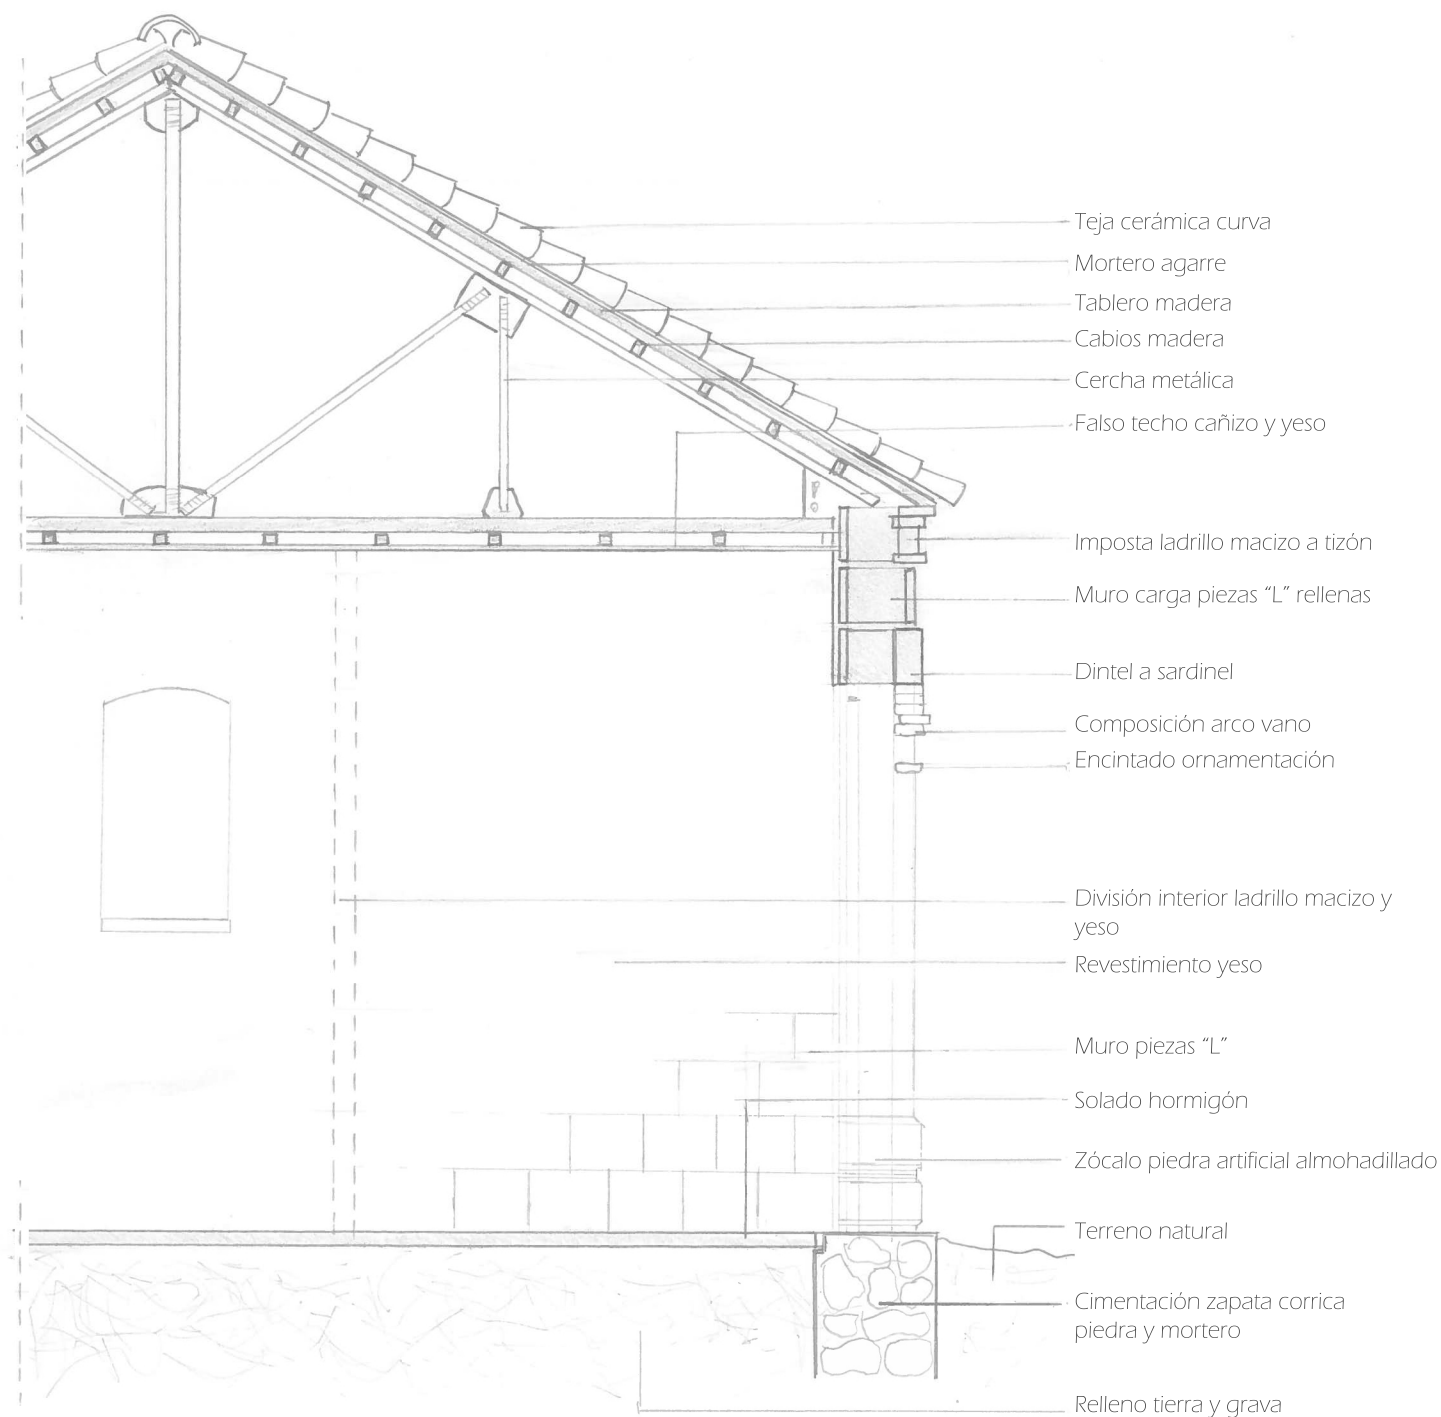 Teja cerámica curva
Mortero agarre
Tablero madera
Cabios madera
Cercha metálica
Falso techo cañizo y yeso
Imposta ladrillo macizo a tizón
Muro carga piezas “L” rellenas
Dintel a sardinel
Composición arco vano
Encintado ornamentación
División interior ladrillo macizo y
yeso
Revestimiento yeso
Muro piezas “L”
Solado hormigón
Zócalo piedra artificial almohadillado
Terreno natural
Cimentación zapata corrica
piedra y mortero
Relleno tierra y grava